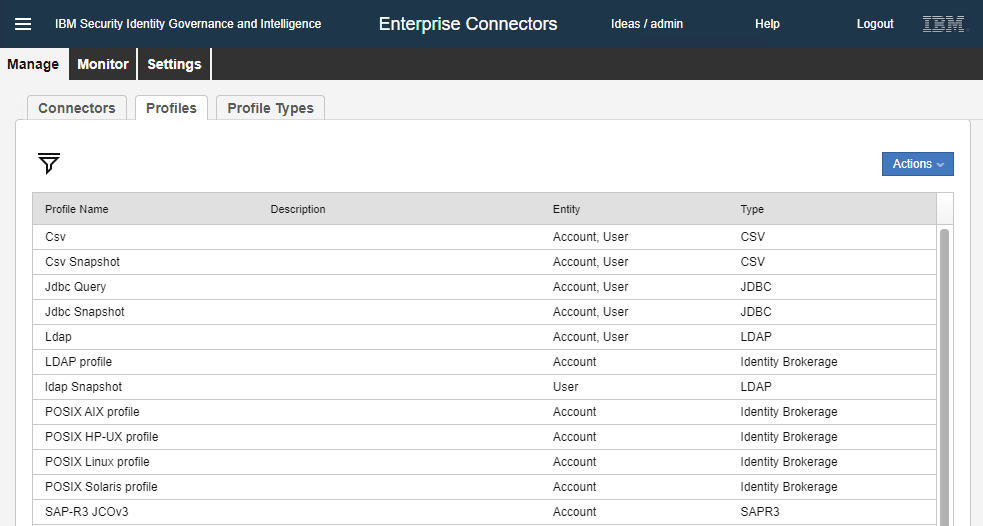 IBM Security Identity Governance and Intelligence Enterprise Connectors Ideas / admin Help Logout IBM
Manage Monitor Settings
Connectors Profiles Profile Types
Actions
Profile Name Description Entity Type
Csv Account, User CSV
Csv Snapshot Account, User CSV
Jdbc Query Account, User JDBC
Jdbc Snapshot Account, User JDBC
Ldap Account, User LDAP
LDAP profile Account Identity Brokerage
ldap Snapshot User LDAP
POSIX AIX profile Account Identity Brokerage
POSIX HP-UX profile Account Identity Brokerage
POSIX Linux profile Account Identity Brokerage
POSIX Solaris profile Account Identity Brokerage
SAP-R3 JCOv3 Account SAPR3